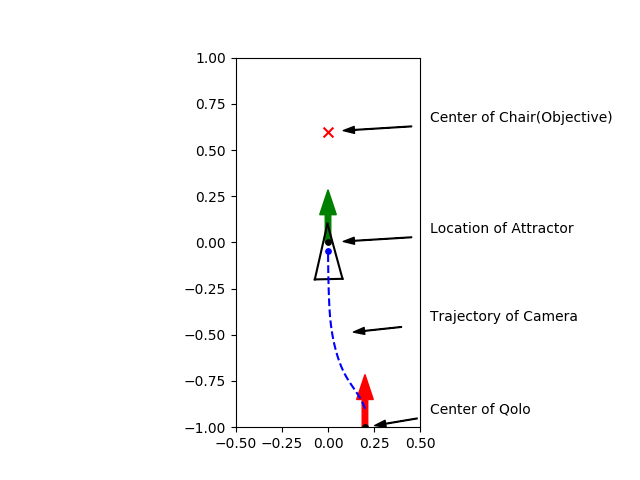 1.00
0.75
Center of Chair(Objective)
0.50
0.25
Location of Attractor
0.00
−0.25
Trajectory of Camera
−0.50
−0.75
Center of Qolo
−1.00
−0.50 −0.25 0.00 0.25 0.50